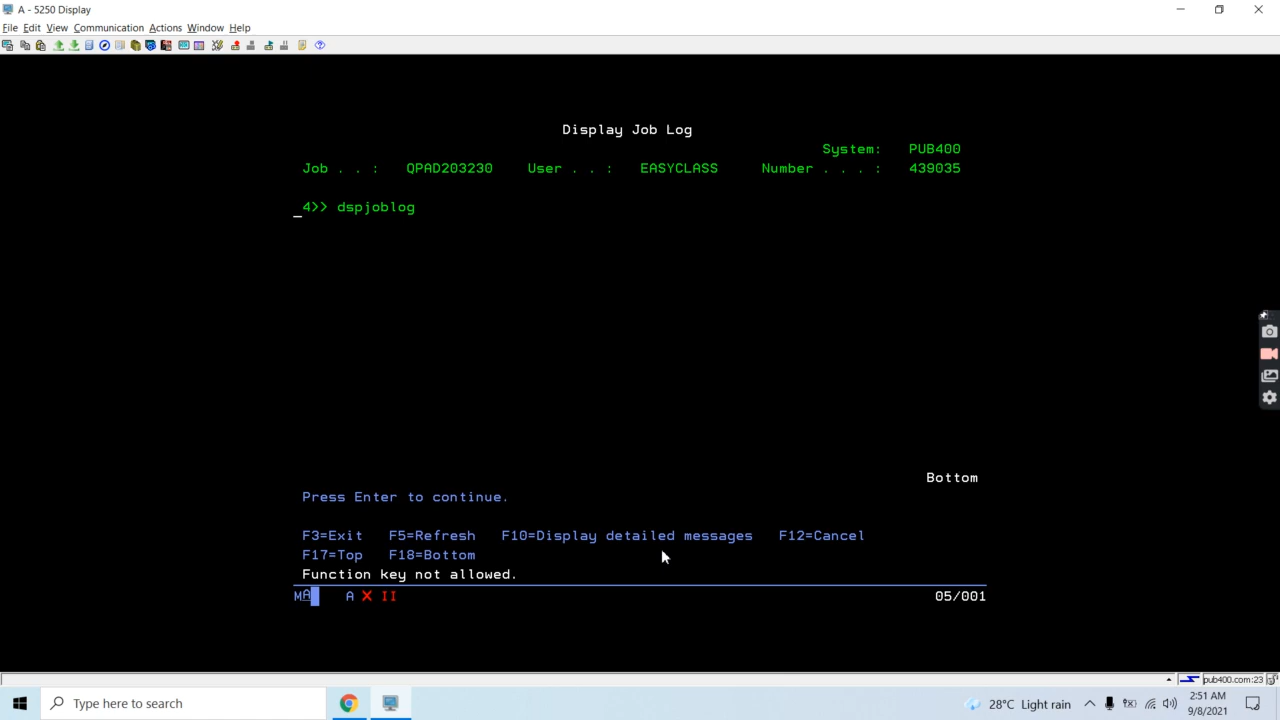 A - 5250 Display
File Edit View Communication Actions Window Help
Display Job Log
System: PUB400
Job . . : QPAD203230 User . . : EASYCLASS Number . . . : 439035
4>> dspjoblog
Bottom
Press Enter to continue.
F3=Exit F5=Refresh F10=Display detailed messages F12=Cancel
F17=Top F18=Bottom
Function key not allowed.
MA A X II 05/001
pub400.com:23
Type here to search
28°C Light rain
2:51 AM
9/8/2021